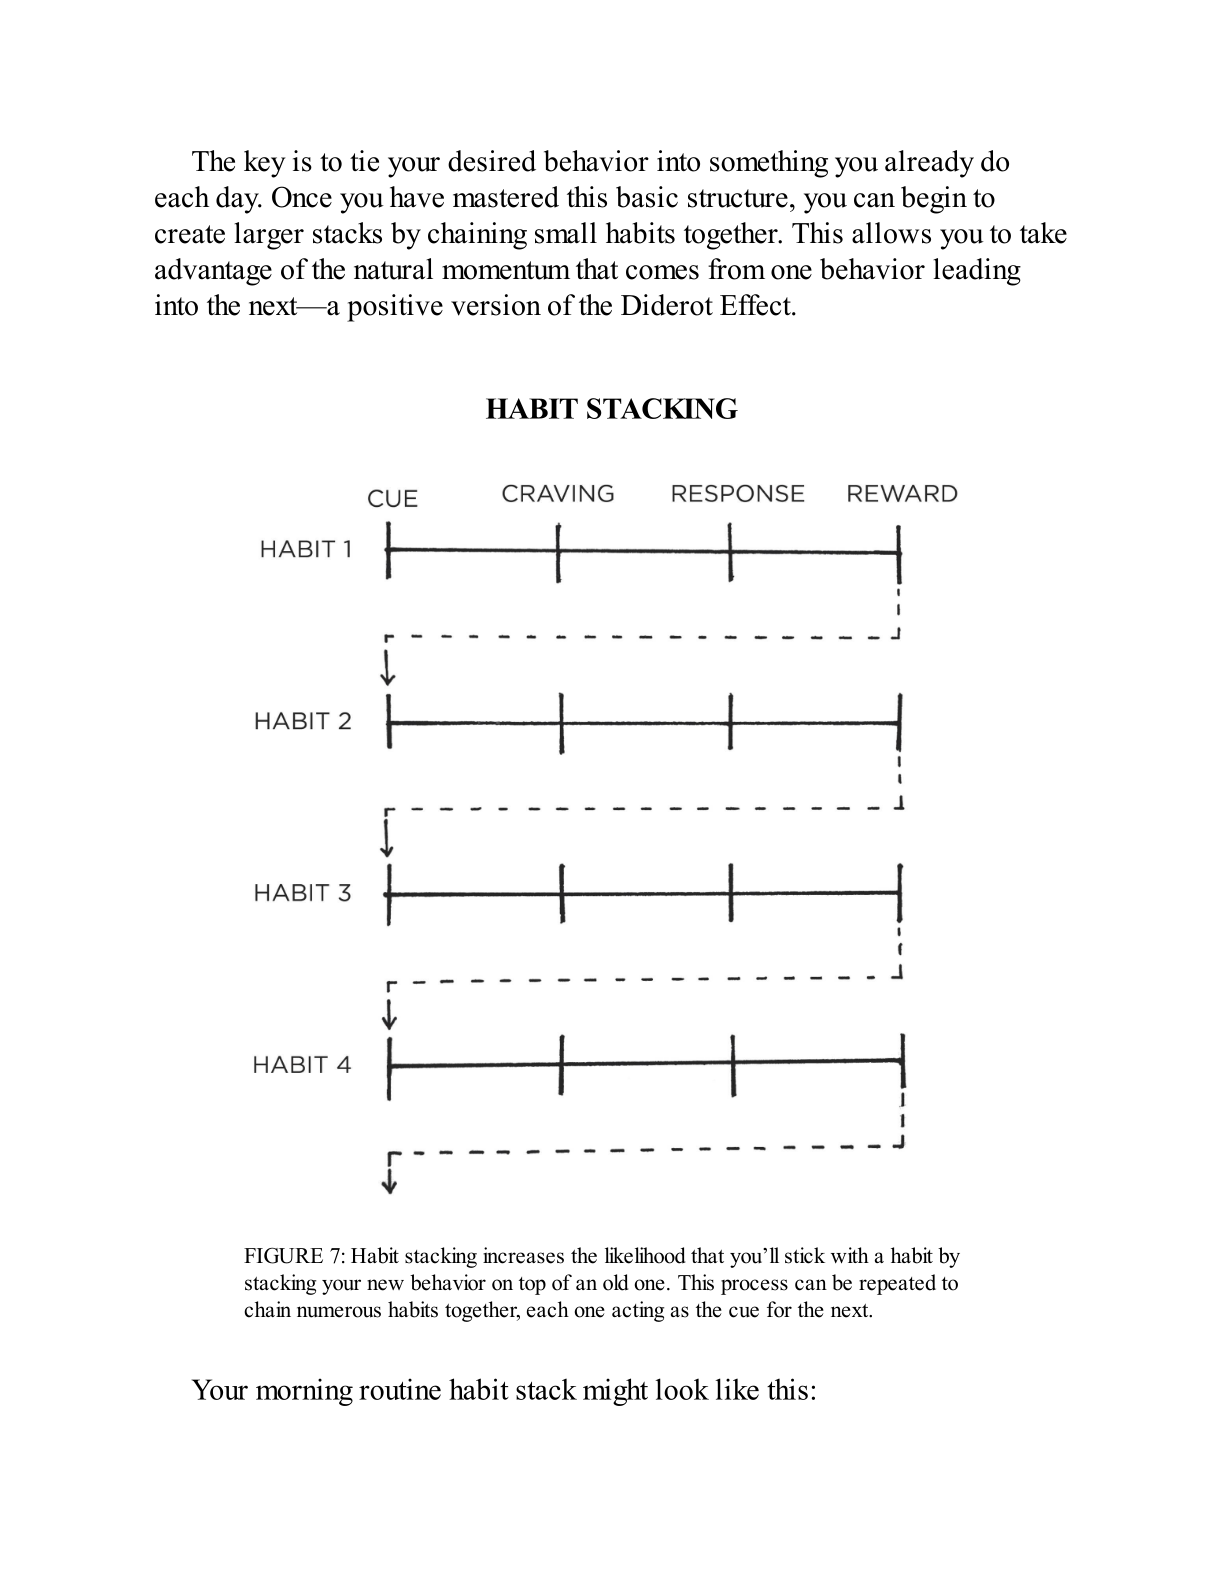 The key is to tie your desired behavior into something you already do
each day. Once you have mastered this basic structure, you can begin to
create larger stacks by chaining small habits together. This allows you to take
advantage of the natural momentum that comes from one behavior leading
into the next—a positive version of the Diderot Effect.
HABIT STACKING
CUE CRAVING RESPONSE REWARD
HABIT 1
HABIT 2
HABIT 3
HABIT 4
FIGURE 7: Habit stacking increases the likelihood that you’ll stick with a habit by
stacking your new behavior on top of an old one. This process can be repeated to
chain numerous habits together, each one acting as the cue for the next.
Your morning routine habit stack might look like this: